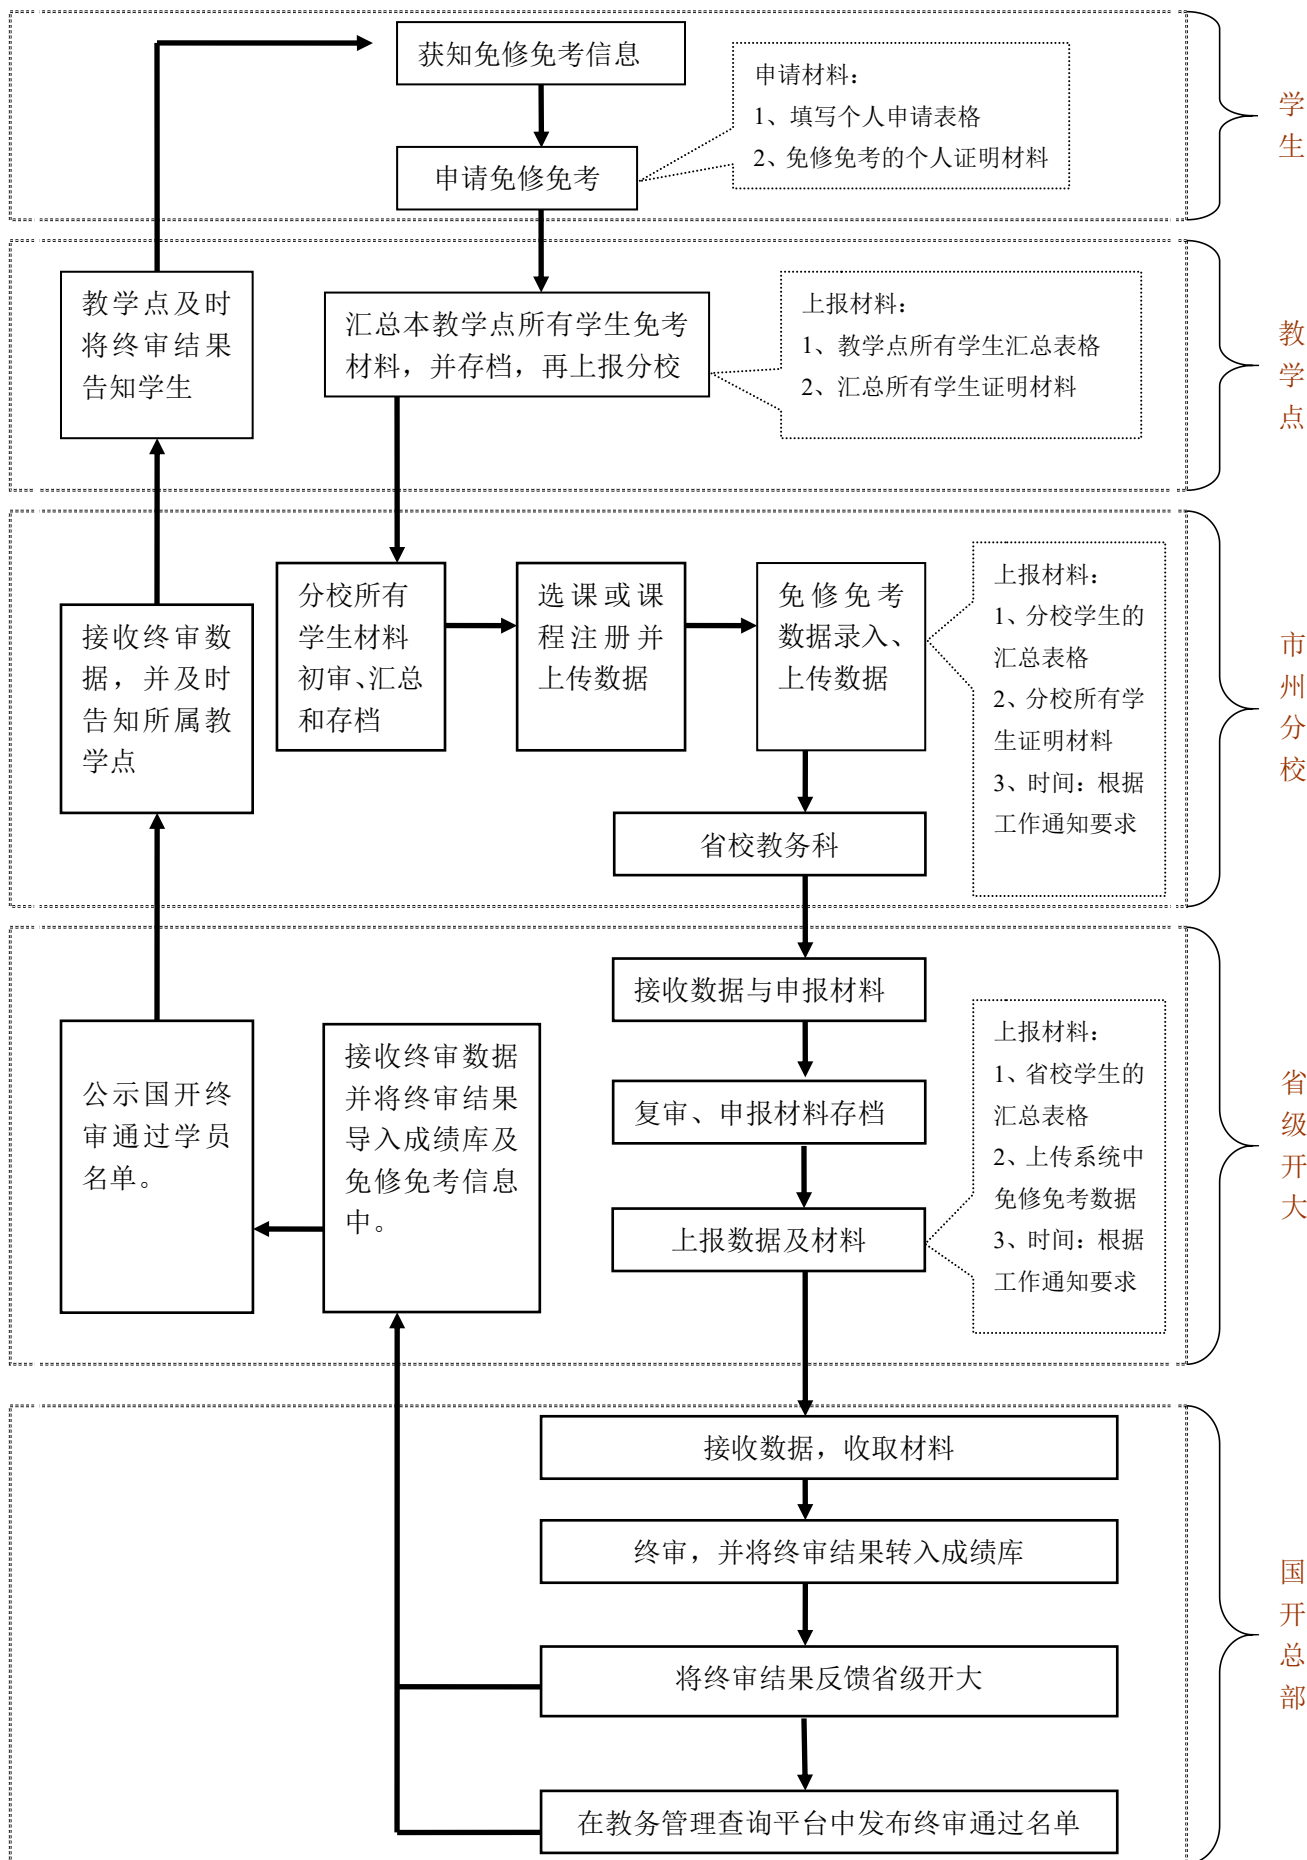 获知免修免考信息
申请免修免考
申请材料：
1、填写个人申请表格
2、免修免考的个人证明材料
学
生
教学点及时
将终审结果
告知学生
汇总本教学点所有学生免考
材料，并存档，再上报分校
上报材料：
1、教学点所有学生汇总表格
2、汇总所有学生证明材料
教
学
点
接收终审数
据，并及时
告知所属教
学点
分校所有
学生材料
初审、汇总
和存档
选课或课
程注册并
上传数据
免修免考
数据录入、
上传数据
省校教务科
上报材料：
1、分校学生的
汇总表格
2、分校所有学
生证明材料
3、时间：根据
工作通知要求
市
州
分
校
公示国开终
审通过学员
名单。
接收终审数据
并将终审结果
导入成绩库及
免修免考信息
中。
接收数据与申报材料
复审、申报材料存档
上报数据及材料
上报材料：
1、省校学生的
汇总表格
2、上传系统中
免修免考数据
3、时间：根据
工作通知要求
省
级
开
大
接收数据，收取材料
终审，并将终审结果转入成绩库
将终审结果反馈省级开大
在教务管理查询平台中发布终审通过名单
国
开
总
部